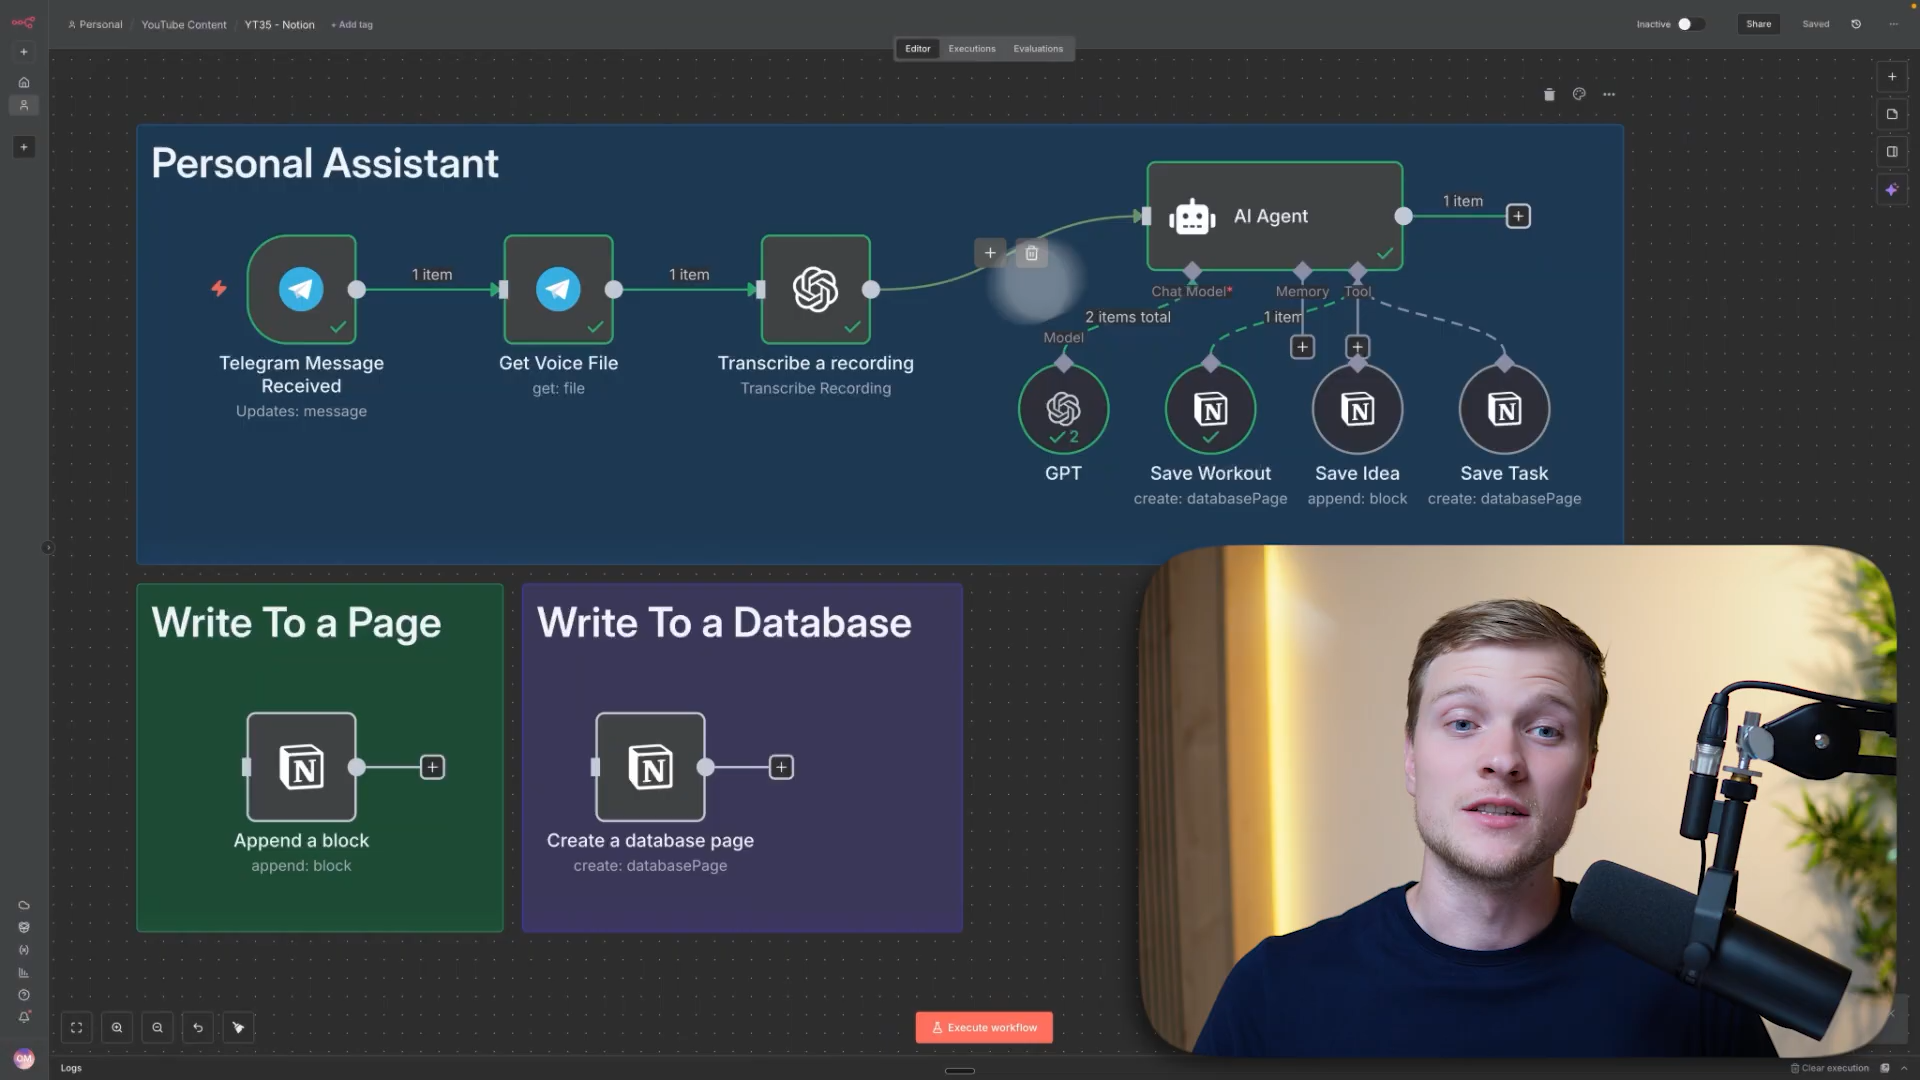 Personal / YouTube Content / YT35 - Notion + Add tag
Inactive
Share
Saved
Editor
Executions
Evaluations
Personal Assistant
AI Agent
1 item
1 item
1 item
Chat Model*
Memory
Tool
2 items total
1 item
Model
Telegram Message
Received
Updates: message
Get Voice File
get: file
Transcribe a recording
Transcribe Recording
2
GPT
Save Workout
create: databasePage
Save Idea
append: block
Save Task
create: databasePage
Write To a Page
Write To a Database
Append a block
append: block
Create a database page
create: databasePage
Execute workflow
OM
Logs
Clear execution